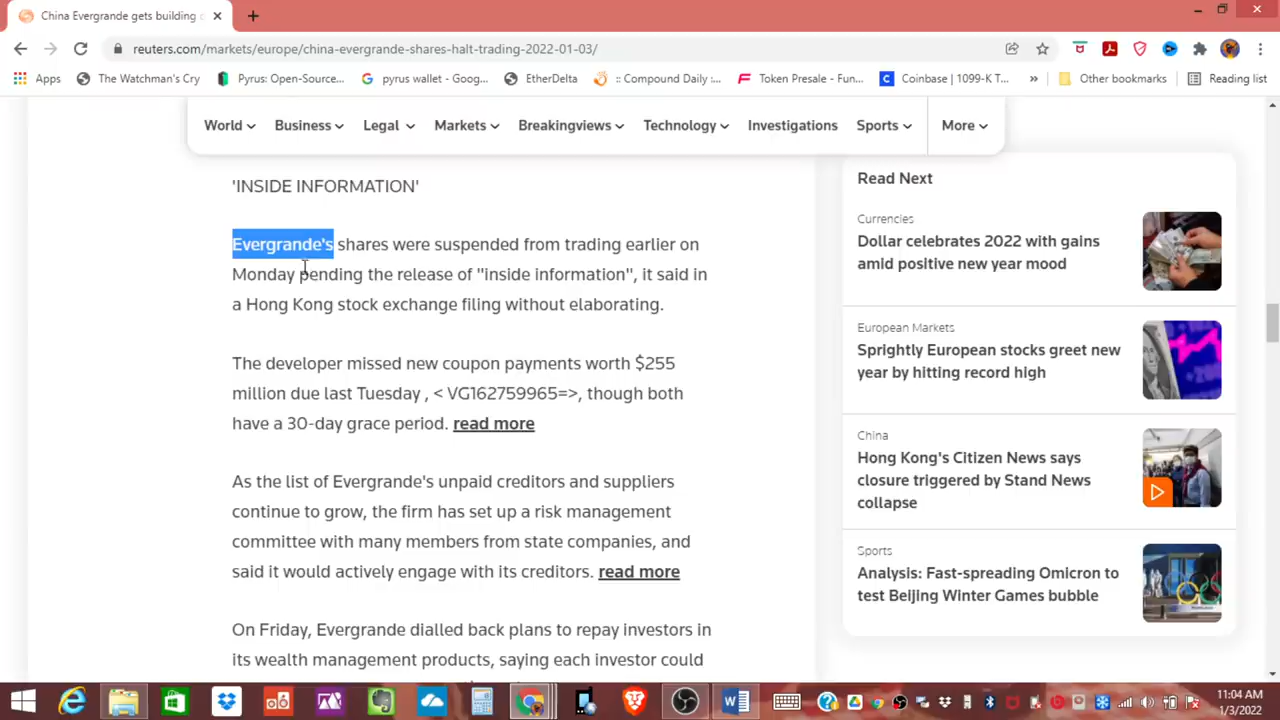 China Evergrande gets building
reuters.com/markets/europe/china-evergrande-shares-halt-trading-2022-01-03/
Apps
The Watchman's Cry
Pyrus: Open-Source...
pyrus wallet - Goog...
EtherDelta
:: Compound Daily :...
Token Presale - Fun...
Coinbase | 1099-K T...
»
Other bookmarks
Reading list
World
Business
Legal
Markets
Breakingviews
Technology
Investigations
Sports
More
'INSIDE INFORMATION'
Evergrande's shares were suspended from trading earlier on
Monday pending the release of "inside information", it said in
a Hong Kong stock exchange filing without elaborating.
The developer missed new coupon payments worth $255
million due last Tuesday , < VG162759965=>, though both
have a 30-day grace period. read more
As the list of Evergrande's unpaid creditors and suppliers
continue to grow, the firm has set up a risk management
committee with many members from state companies, and
said it would actively engage with its creditors. read more
On Friday, Evergrande dialled back plans to repay investors in
its wealth management products, saying each investor could
Read Next
Currencies
Dollar celebrates 2022 with gains
amid positive new year mood
European Markets
Sprightly European stocks greet new
year by hitting record high
China
Hong Kong's Citizen News says
closure triggered by Stand News
collapse
Sports
Analysis: Fast-spreading Omicron to
test Beijing Winter Games bubble
11:04 AM
1/3/2022